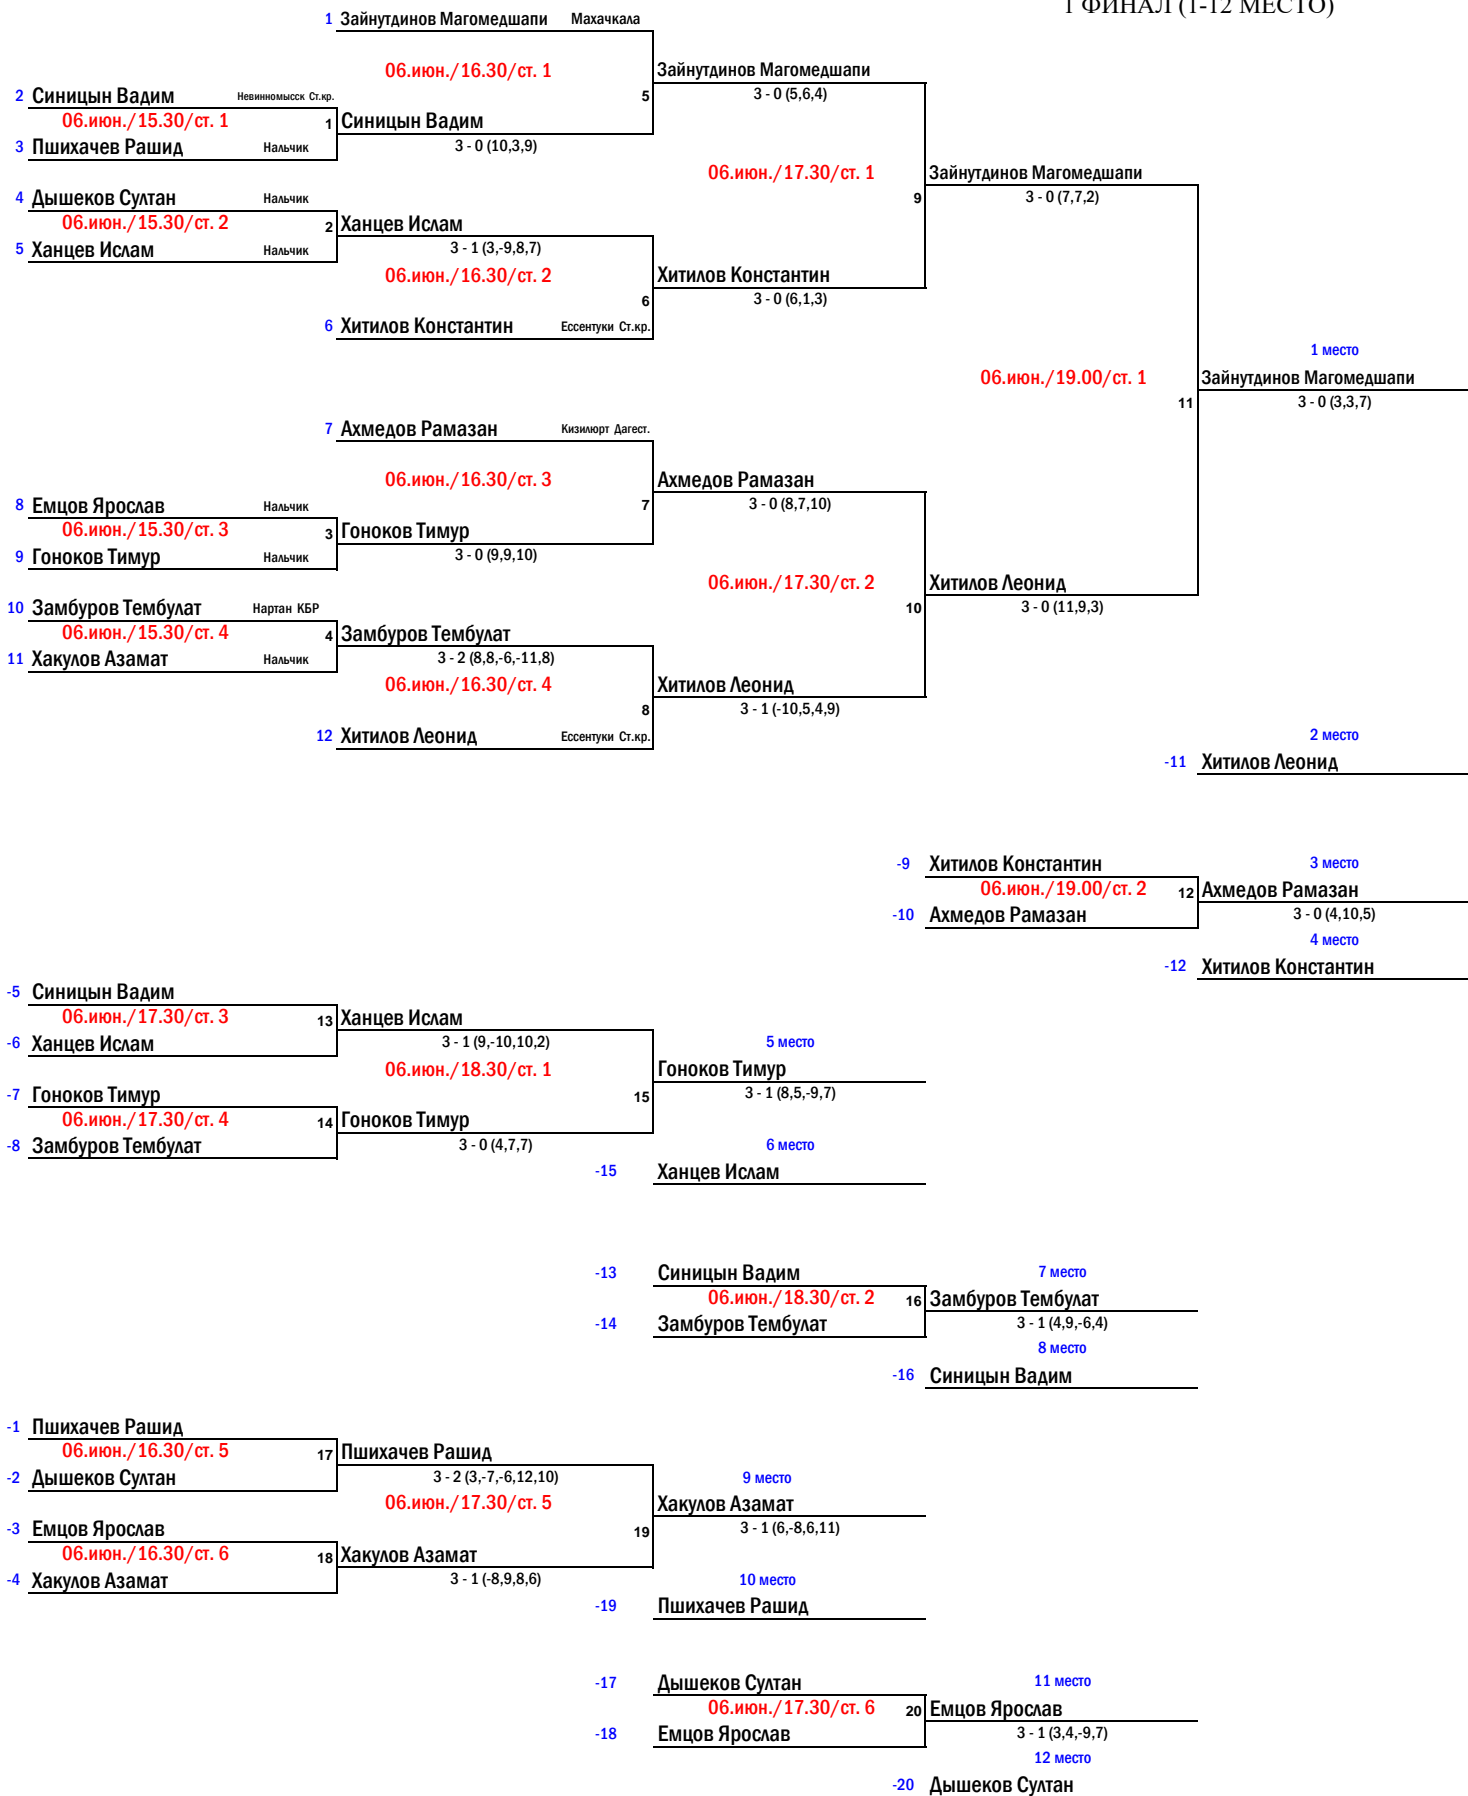 1 ФИНАЛ (1-12 МЕСТО)
1 Зайнутдинов Магомедшапи Махачкала
06.июн./16.30/ст. 1 Зайнутдинов Магомедшапи
2 Синицын Вадим Невинномысск Ст.кр. 5 3 - 0 (5,6,4)
06.июн./15.30/ст. 1 1 Синицын Вадим
3 Пшихачев Рашид Нальчик 3 - 0 (10,3,9)
06.июн./17.30/ст. 1 Зайнутдинов Магомедшапи
4 Дышеков Султан Нальчик 9 3 - 0 (7,7,2)
06.июн./15.30/ст. 2 2 Ханцев Ислам
5 Ханцев Ислам Нальчик 3 - 1 (3,-9,8,7)
06.июн./16.30/ст. 2 Хитилов Константин
6 3 - 0 (6,1,3)
6 Хитилов Константин Ессентуки Ст.кр.
1 место
06.июн./19.00/ст. 1 Зайнутдинов Магомедшапи
11 3 - 0 (3,3,7)
7 Ахмедов Рамазан Кизилюрт Дагест.
06.июн./16.30/ст. 3 Ахмедов Рамазан
8 Емцов Ярослав Нальчик 7 3 - 0 (8,7,10)
06.июн./15.30/ст. 3 3 Гоноков Тимур
9 Гоноков Тимур Нальчик 3 - 0 (9,9,10)
06.июн./17.30/ст. 2 Хитилов Леонид
10 Замбуров Тембулат Нартан КБР 10 3 - 0 (11,9,3)
06.июн./15.30/ст. 4 4 Замбуров Тембулат
11 Хакулов Азамат Нальчик 3 - 2 (8,8,-6,-11,8)
06.июн./16.30/ст. 4 Хитилов Леонид
8 3 - 1 (-10,5,4,9)
12 Хитилов Леонид Ессентуки Ст.кр. 2 место
-11 Хитилов Леонид
-9 Хитилов Константин 3 место
06.июн./19.00/ст. 2 12 Ахмедов Рамазан
-10 Ахмедов Рамазан 3 - 0 (4,10,5)
4 место
-12 Хитилов Константин
-5 Синицын Вадим
06.июн./17.30/ст. 3 13 Ханцев Ислам
-6 Ханцев Ислам 3 - 1 (9,-10,10,2) 5 место
06.июн./18.30/ст. 1 Гоноков Тимур
-7 Гоноков Тимур 15 3 - 1 (8,5,-9,7)
06.июн./17.30/ст. 4 14 Гоноков Тимур
-8 Замбуров Тембулат 3 - 0 (4,7,7) 6 место
-15 Ханцев Ислам
-13 Синицын Вадим 7 место
06.июн./18.30/ст. 2 16 Замбуров Тембулат
-14 Замбуров Тембулат 3 - 1 (4,9,-6,4)
8 место
-16 Синицын Вадим
-1 Пшихачев Рашид
06.июн./16.30/ст. 5 17 Пшихачев Рашид
-2 Дышеков Султан 3 - 2 (3,-7,-6,12,10) 9 место
06.июн./17.30/ст. 5 Хакулов Азамат
-3 Емцов Ярослав 19 3 - 1 (6,-8,6,11)
06.июн./16.30/ст. 6 18 Хакулов Азамат
-4 Хакулов Азамат 3 - 1 (-8,9,8,6) 10 место
-19 Пшихачев Рашид
-17 Дышеков Султан 11 место
06.июн./17.30/ст. 6 20 Емцов Ярослав
-18 Емцов Ярослав 3 - 1 (3,4,-9,7)
12 место
-20 Дышеков Султан